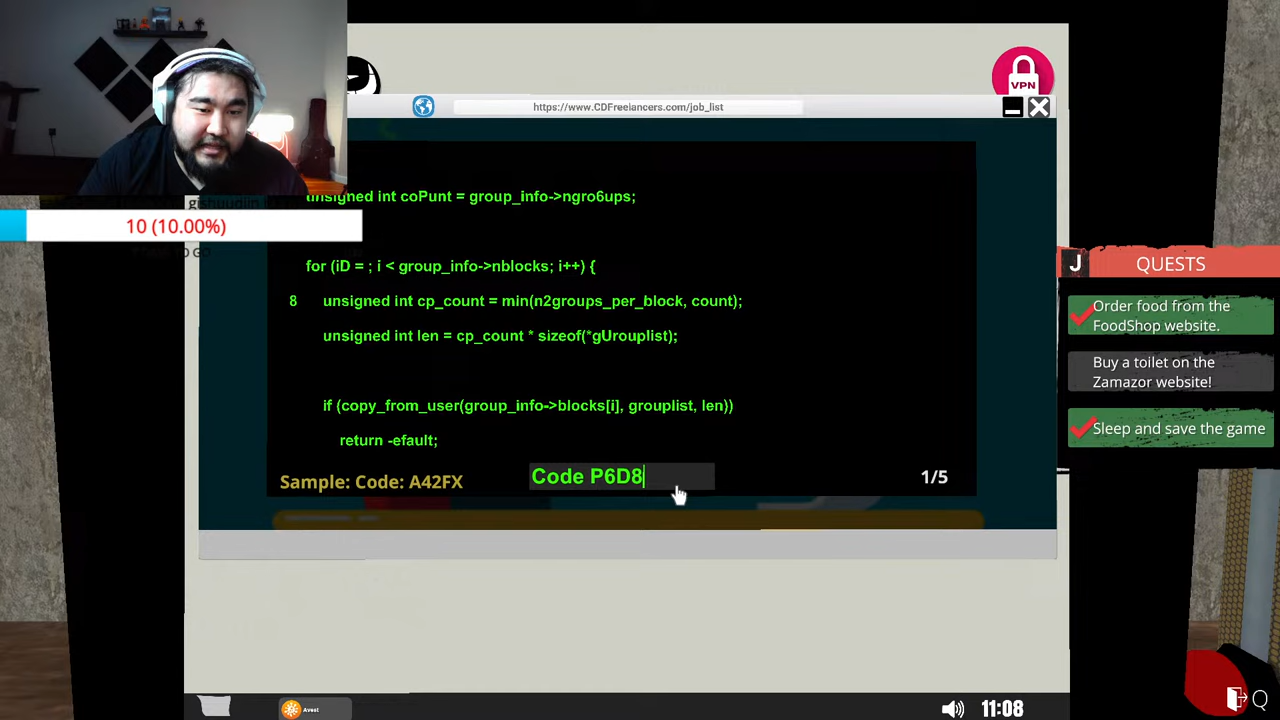 VPN
https://www.CDFreelancers.com/job_list
unsigned int coPunt = group_info->ngro6ups;
10 (10.00%)
for (iD = ; i < group_info->nblocks; i++) {
8 unsigned int cp_count = min(n2groups_per_block, count);
unsigned int len = cp_count * sizeof(*gUrouplist);
if (copy_from_user(group_info->blocks[i], grouplist, len))
return -efault;
Sample: Code: A42FX
Code P6D8
1/5
J QUESTS
Order food from the
FoodShop website.
Buy a toilet on the
Zamazor website!
Sleep and save the game
Avest
11:08
Q